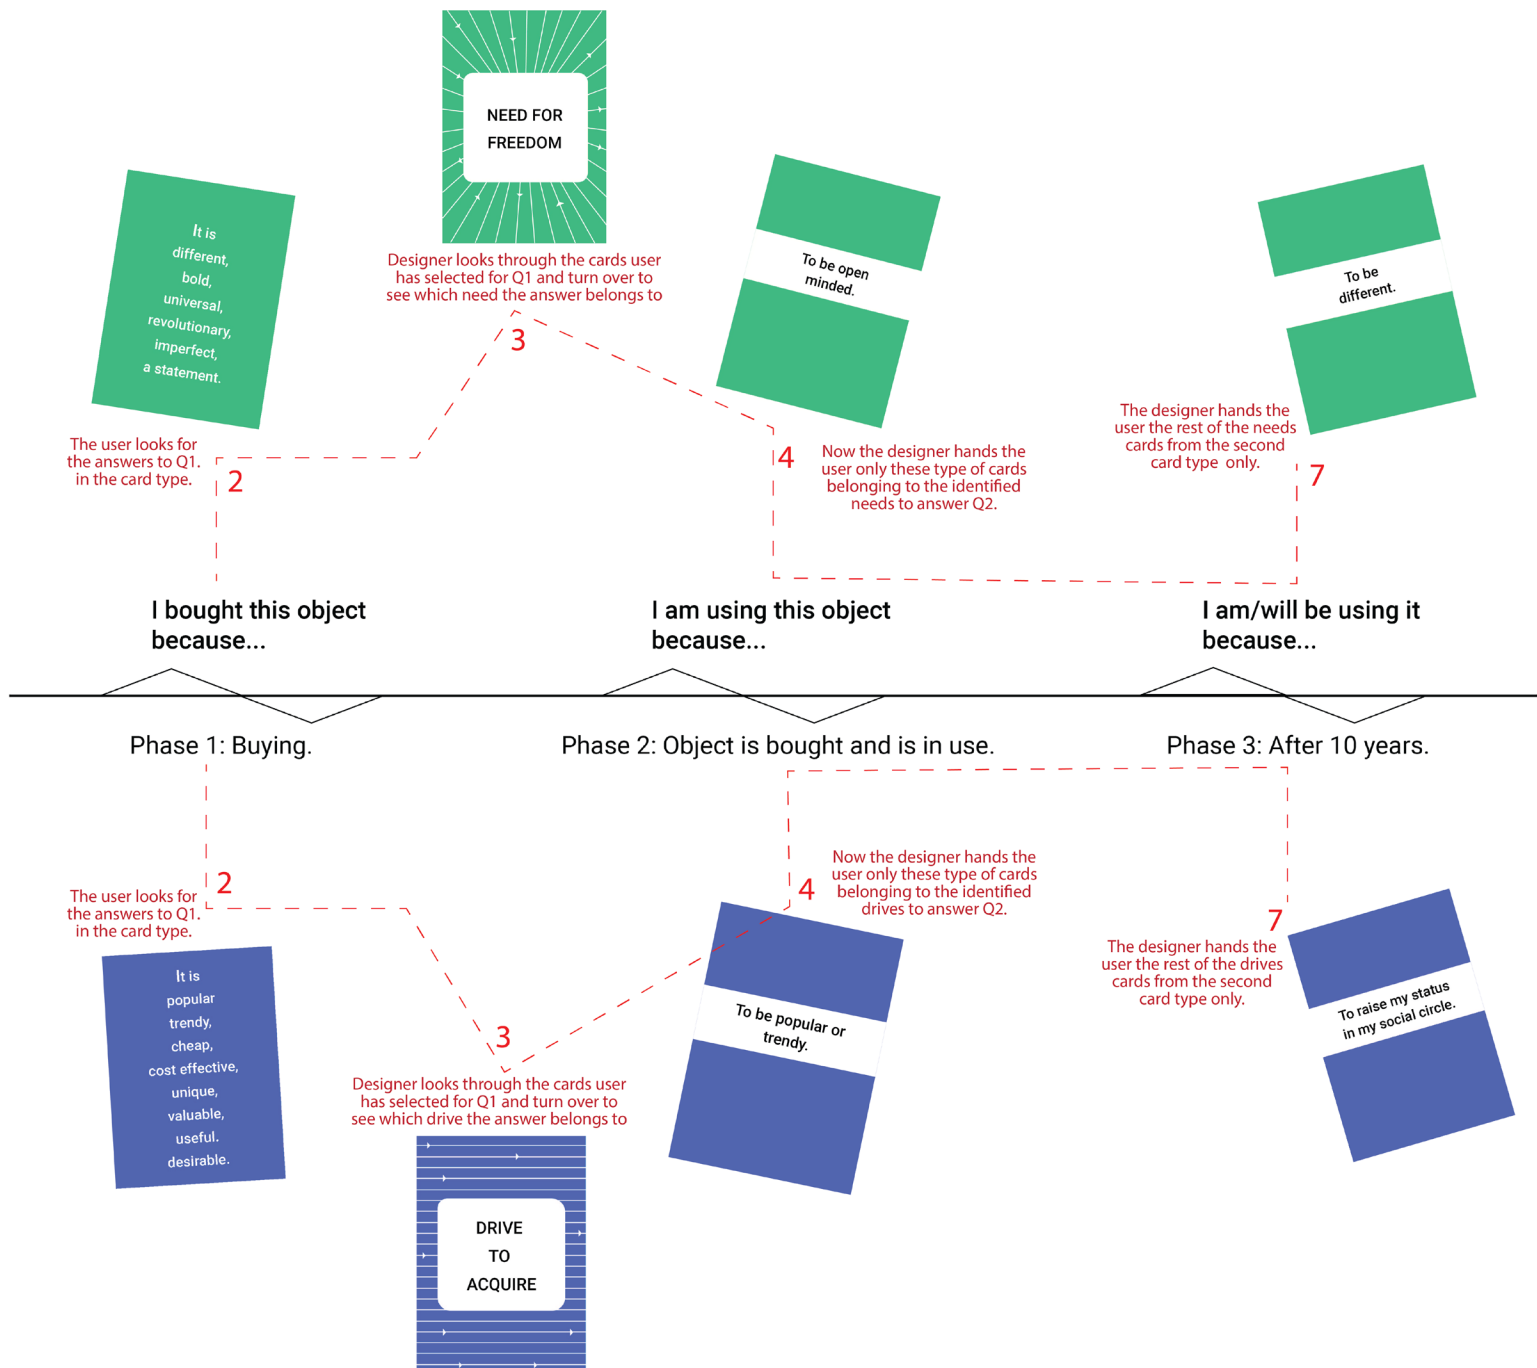 NEED FOR
FREEDOM
It is
different,
bold,
universal,
revolutionary,
imperfect,
a statement.
The user looks for
the answers to Q1.
in the card type.
2
Designer looks through the cards user
has selected for Q1 and turn over to
see which need the answer belongs to
3
To be open
minded.
4
Now the designer hands the
user only these type of cards
belonging to the identified
needs to answer Q2.
To be
different.
The designer hands the
user the rest of the needs
cards from the second
card type only.
7
I bought this object
because...
I am using this object
because...
I am/will be using it
because...
Phase 1: Buying.
Phase 2: Object is bought and is in use.
Phase 3: After 10 years.
2
The user looks for
the answers to Q1.
in the card type.
It is
popular
trendy,
cheap,
cost effective,
unique,
valuable,
useful.
desirable.
3
Designer looks through the cards user
has selected for Q1 and turn over to
see which drive the answer belongs to
DRIVE
TO
ACQUIRE
4
Now the designer hands the
user only these type of cards
belonging to the identified
drives to answer Q2.
To be popular or
trendy.
7
The designer hands the
user the rest of the drives
cards from the second
card type only.
To raise my status
in my social circle.